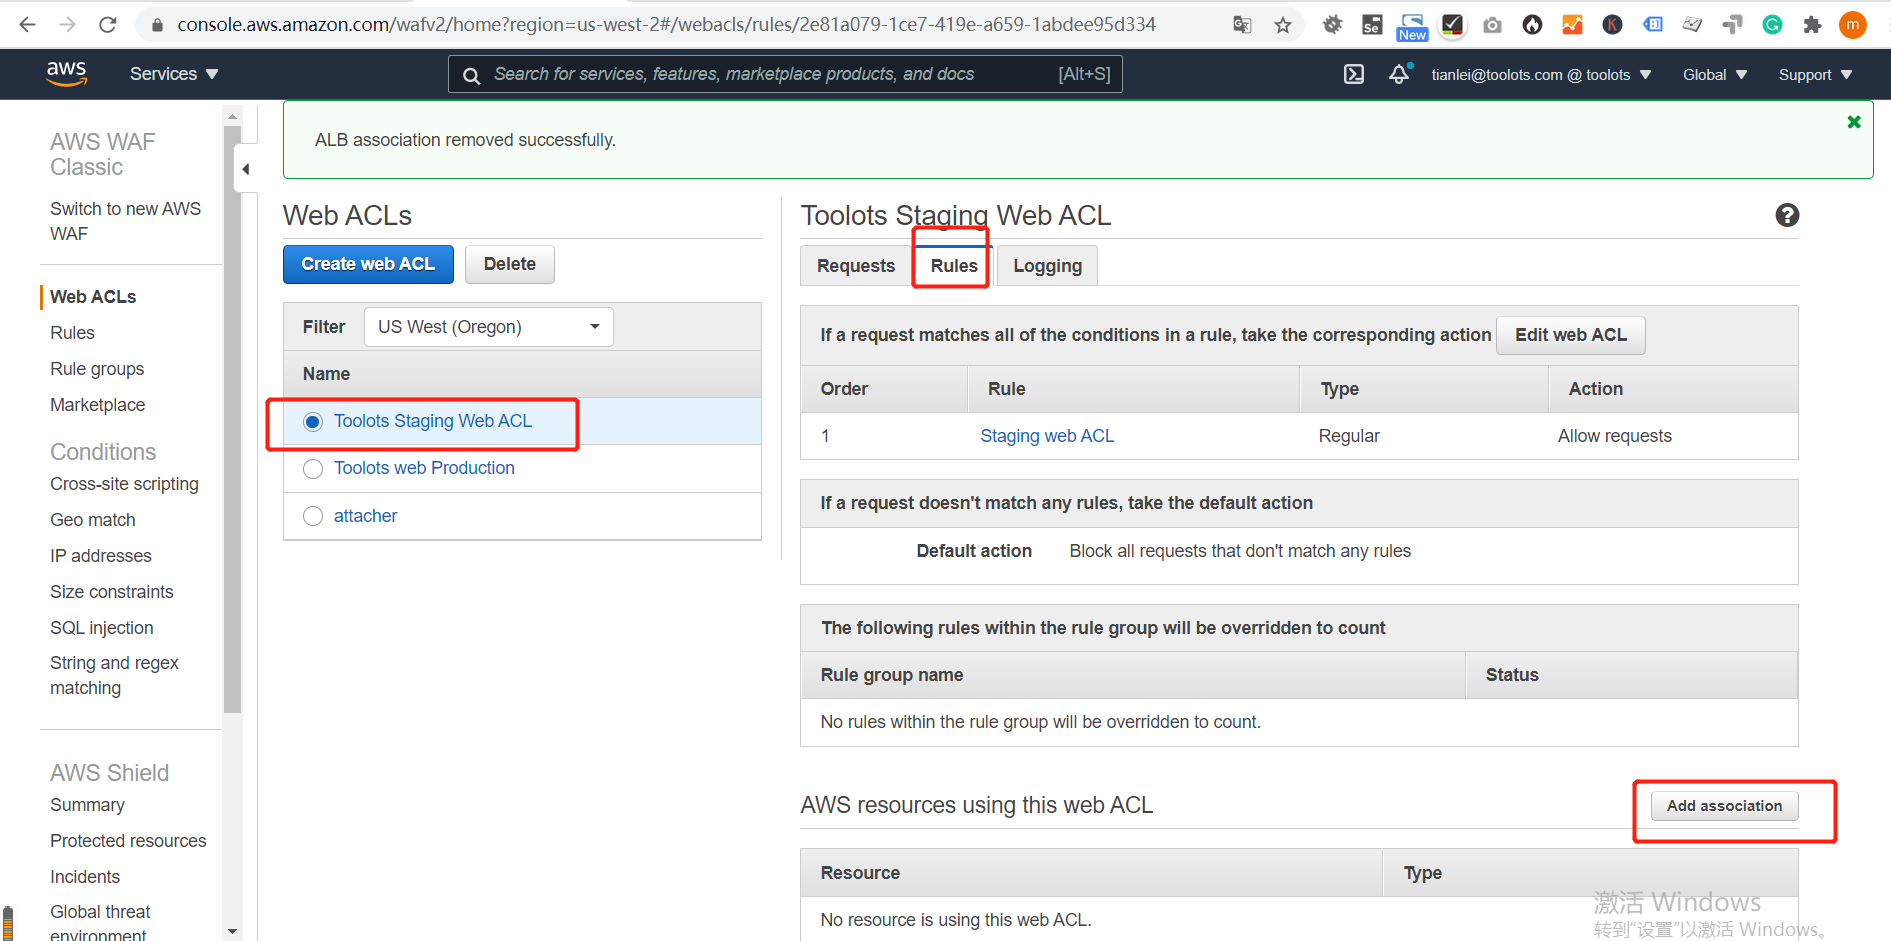 console.aws.amazon.com/wafv2/home?region=us-west-2#/webacls/rules/2e81a079-1ce7-419e-a659-1abdee95d334
Se
New
K
G
m
aws
Services
Search for services, features, marketplace products, and docs
[Alt+S]
tianlei@toolots.com @ toolots
Global
Support
ALB association removed successfully.
AWS WAF
Classic
Switch to new AWS
WAF
Web ACLs
Rules
Rule groups
Marketplace
Conditions
Cross-site scripting
Geo match
IP addresses
Size constraints
SQL injection
String and regex
matching
AWS Shield
Summary
Protected resources
Incidents
Global threat
environment
Web ACLs
Create web ACL
Delete
Filter
US West (Oregon)
Name
Toolots Staging Web ACL
Toolots web Production
attacher
Toolots Staging Web ACL
?
Requests
Rules
Logging
If a request matches all of the conditions in a rule, take the corresponding action
Edit web ACL
Order Rule Type Action
1 Staging web ACL Regular Allow requests
If a request doesn't match any rules, take the default action
Default action Block all requests that don't match any rules
The following rules within the rule group will be overridden to count
Rule group name Status
No rules within the rule group will be overridden to count.
AWS resources using this web ACL
Add association
Resource Type
No resource is using this web ACL.
激活 Windows
转到“设置”以激活 Windows。